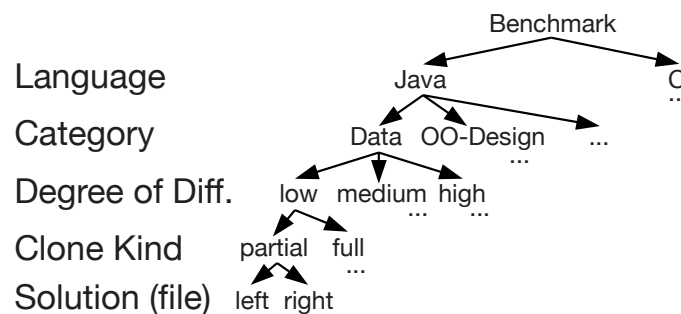 Benchmark
Language Java C
...
Category Data OO-Design ...
...
Degree of Diff. low medium high
... ...
Clone Kind partial full
...
Solution (file) left right